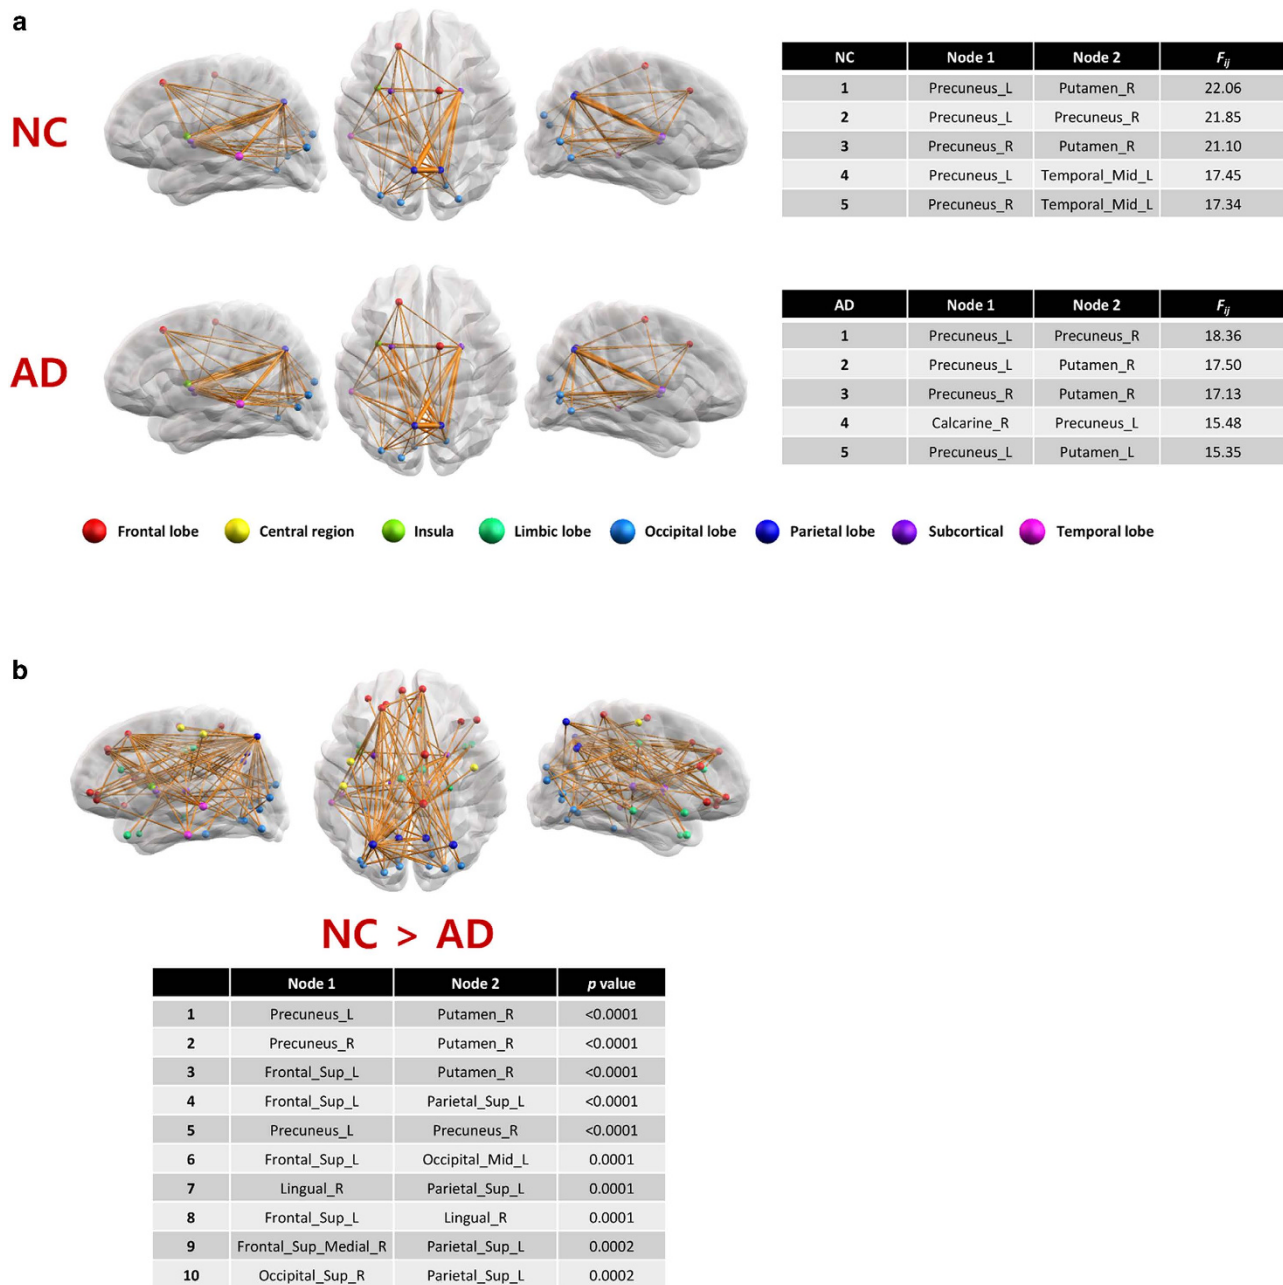 a
NC
NC Node 1 Node 2 Fij
1 Precuneus_L Putamen_R 22.06
2 Precuneus_L Precuneus_R 21.85
3 Precuneus_R Putamen_R 21.10
4 Precuneus_L Temporal_Mid_L 17.45
5 Precuneus_R Temporal_Mid_L 17.34
AD
AD Node 1 Node 2 Fij
1 Precuneus_L Precuneus_R 18.36
2 Precuneus_L Putamen_R 17.50
3 Precuneus_R Putamen_R 17.13
4 Calcarine_R Precuneus_L 15.48
5 Precuneus_L Putamen_L 15.35
Frontal lobe Central region Insula Limbic lobe Occipital lobe Parietal lobe Subcortical Temporal lobe
b
NC > AD
Node 1 Node 2 p value
1 Precuneus_L Putamen_R <0.0001
2 Precuneus_R Putamen_R <0.0001
3 Frontal_Sup_L Putamen_R <0.0001
4 Frontal_Sup_L Parietal_Sup_L <0.0001
5 Precuneus_L Precuneus_R <0.0001
6 Frontal_Sup_L Occipital_Mid_L 0.0001
7 Lingual_R Parietal_Sup_L 0.0001
8 Frontal_Sup_L Lingual_R 0.0001
9 Frontal_Sup_Medial_R Parietal_Sup_L 0.0002
10 Occipital_Sup_R Parietal_Sup_L 0.0002